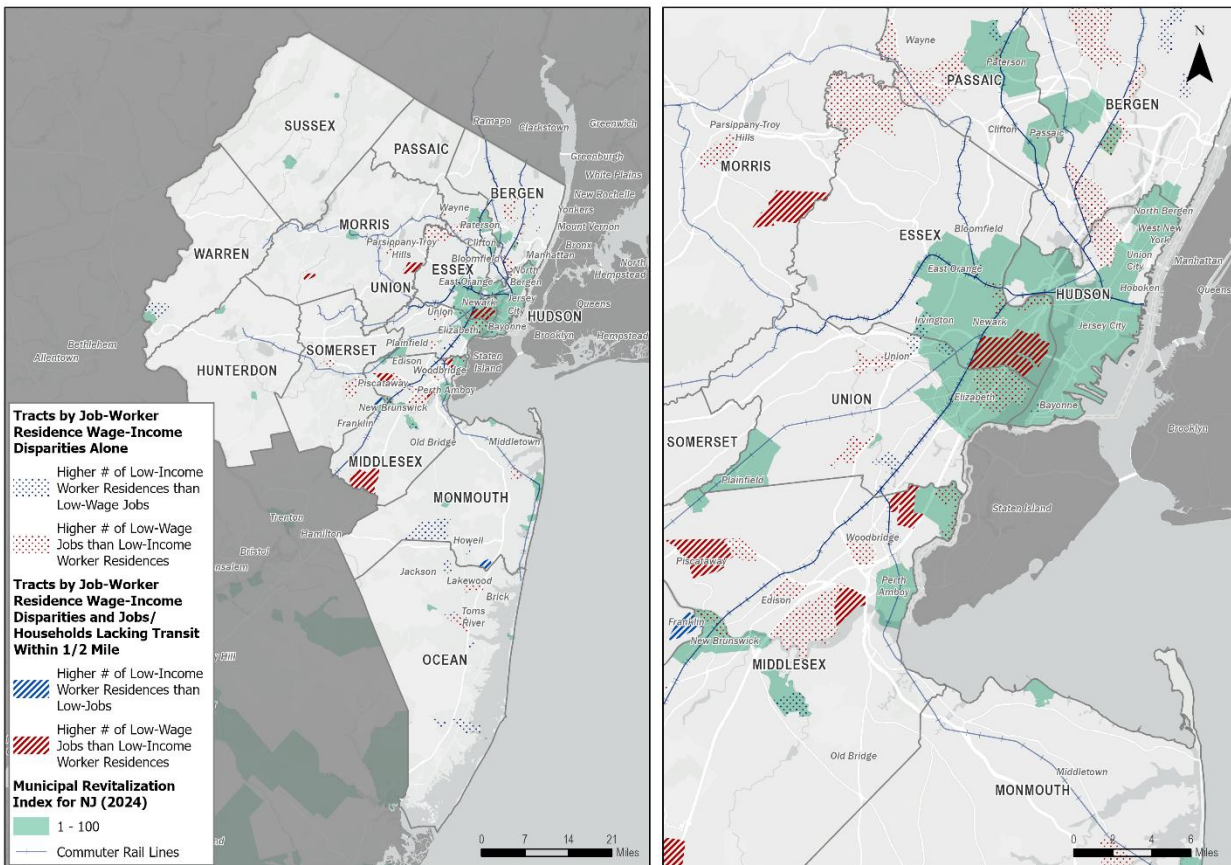 Ramapo
Clarkstown
Greenwich
SUSSEX
PASSAIC
Greenburgh
White Plains
BERGEN
New Rochelle
Wayne
Paterson
Yonkers
MORRIS
Clifton
Mount Vernon
WARREN
Parsippany-Troy
Hills
Bloomfield
Manhattan
Bronx
ESSEX
North
Bergen
North
Hempstead
East Orange
UNION
Newark
Jersey
City
Queens
HUDSON
Union
Elizabeth
Bayonne
Brooklyn
Hempstead
Bethlehem
SOMERSET
Plainfield
Allentown
Edison
Staten
Island
HUNTERDON
Woodbridge
Piscataway
Perth Amboy
New Brunswick
Franklin
Old Bridge
Middletown
MIDDLESEX
MONMOUTH
Trenton
Hamilton
Bristol
nsalem
Howell
Jackson
Lakewood
Brick
Toms
River
y Hill
OCEAN
nd
Tracts by Job-Worker
Residence Wage-Income
Disparities Alone
Higher # of Low-Income
Worker Residences than
Low-Wage Jobs
Higher # of Low-Wage
Jobs than Low-Income
Worker Residences
Tracts by Job-Worker
Residence Wage-Income
Disparities and Jobs/
Households Lacking Transit
Within 1/2 Mile
Higher # of Low-Income
Worker Residences than
Low-Jobs
Higher # of Low-Wage
Jobs than Low-Income
Worker Residences
Municipal Revitalization
Index for NJ (2024)
1 - 100
Commuter Rail Lines
0 7 14 21
Miles
N
Wayne
Paterson
PASSAIC
BERGEN
Parsippany-Troy
Hills
Clifton
Passaic
MORRIS
ESSEX
Bloomfield
North Bergen
West New
York
Manhattan
East Orange
Union
City
HUDSON
Hoboken
Queens
Irvington
Newark
Jersey City
Union
UNION
Elizabeth
Bayonne
Brooklyn
SOMERSET
Plainfield
Staten Island
Woodbridge
Piscataway
Edison
Perth
Amboy
Franklin
New Brunswick
MIDDLESEX
Old Bridge
Middletown
MONMOUTH
0 2 4 6
Miles